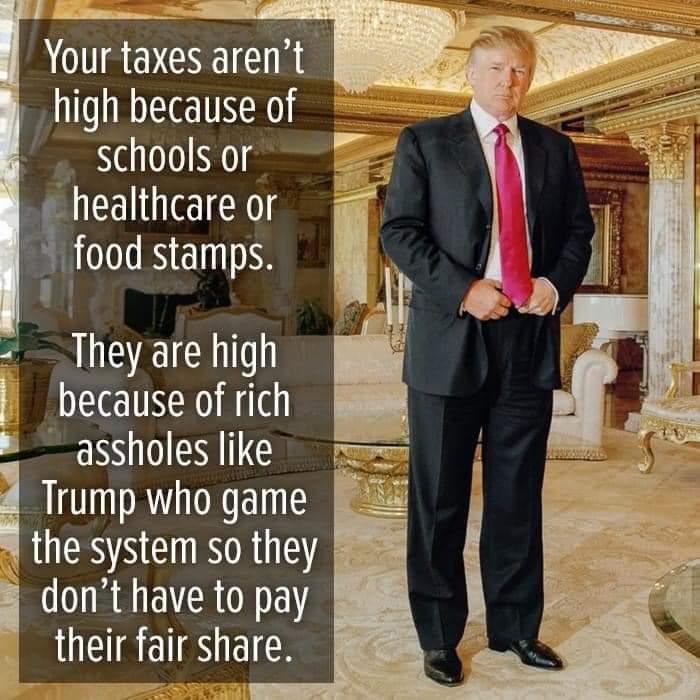 Your taxes aren't
high because of
schools or
healthcare or
food stamps.
They are high
because of rich
assholes like
Trump who game
the system so they
don't have to pay
their fair share.